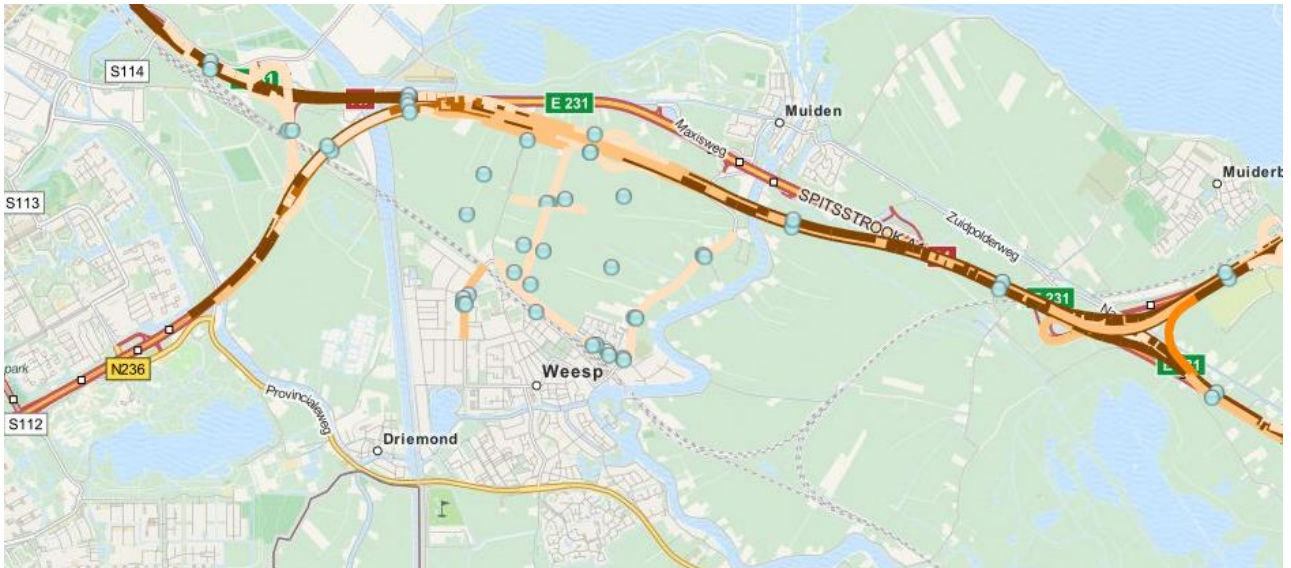 S114
E 231
Muiden
Maxisweg
Muiderb
S113
SPITSSTROOK A
Zuidpolderweg
E 231
park
N236
Weesp
S112
Provincialeweg
Driemond